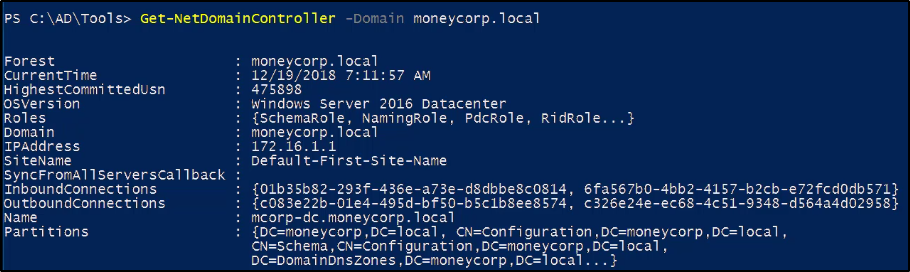 PS C:\AD\Tools> Get-NetDomainController -Domain moneycorp.local
Forest : moneycorp.local
CurrentTime : 12/19/2018 7:11:57 AM
HighestCommittedUsn : 475898
OSVersion : Windows Server 2016 Datacenter
Roles : {SchemaRole, NamingRole, PdcRole, RidRole...}
Domain : moneycorp.local
IPAddress : 172.16.1.1
SiteName : Default-First-Site-Name
SyncFromAllServersCallback :
InboundConnections : {01b35b82-293f-436e-a73e-d8dbbe8c0814, 6fa567b0-4bb2-4157-b2cb-e72fcd0db571}
OutboundConnections : {c083e22b-01e4-495d-bf50-b5c1b8ee8574, c326e24e-ec68-4c51-9348-d564a4d02958}
Name : mcorp-dc.moneycorp.local
Partitions : {DC=moneycorp,DC=local, CN=Configuration,DC=moneycorp,DC=local,
CN=Schema,CN=Configuration,DC=moneycorp,DC=local,
DC=DomainDnsZones,DC=moneycorp,DC=local...}